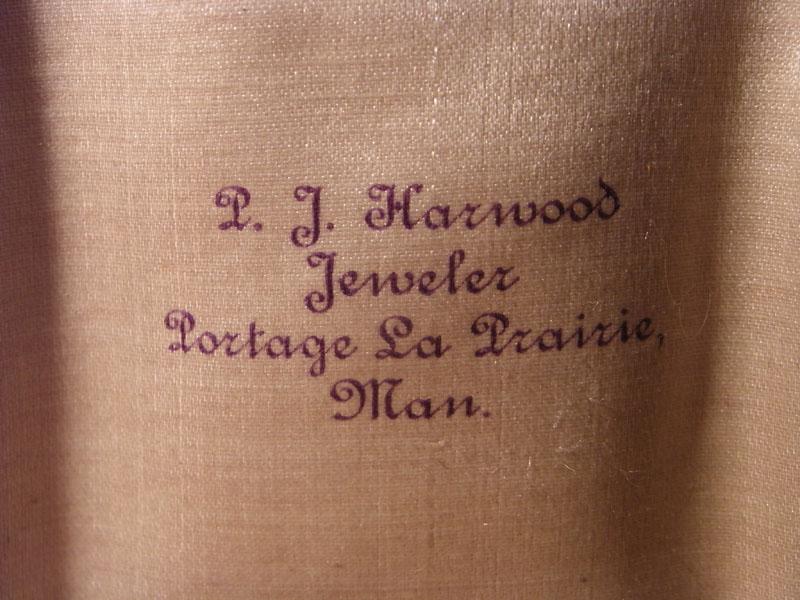 P. J. Harwood
Jeweler
Portage La Prairie,
Man.